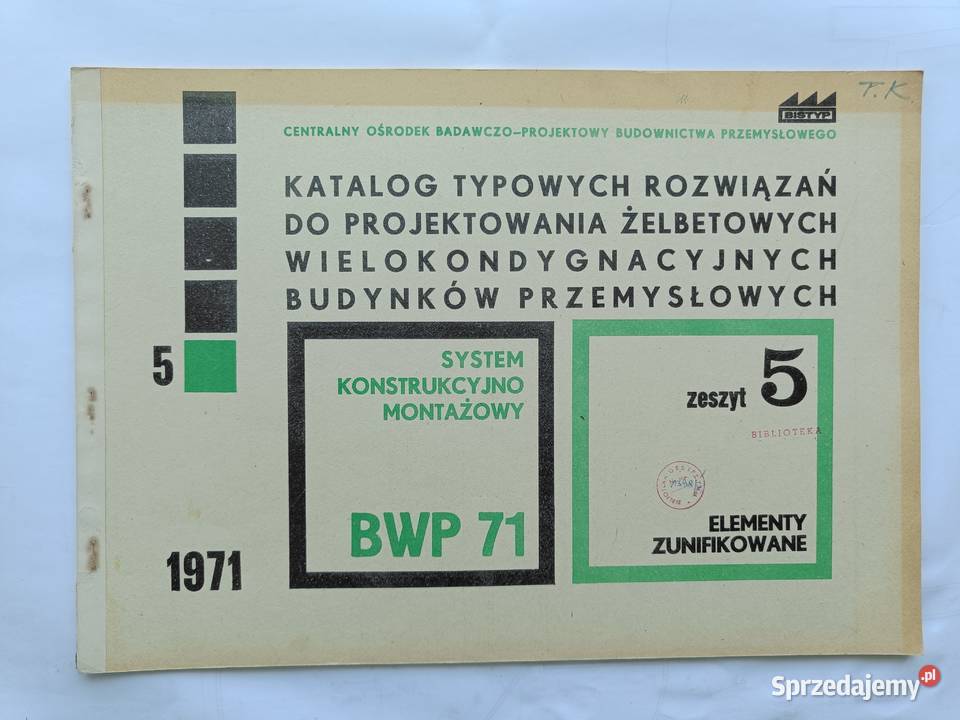 T.K.
BISTYP
CENTRALNY OŚRODEK BADAWCZO–PROJEKTOWY BUDOWNICTWA PRZEMYSŁOWEGO
KATALOG TYPOWYCH ROZWIĄZAŃ
DO PROJEKTOWANIA ŻELBETOWYCH
WIELOKONDYGNACYJNYCH
BUDYNKÓW PRZEMYSŁOWYCH
5
SYSTEM
KONSTRUKCYJNO
MONTAŻOWY
BWP 71
zeszyt 5
BIBLIOTEKA
ELEMENTY
ZUNIFIKOWANE
1971
Sprzedajemy.pl